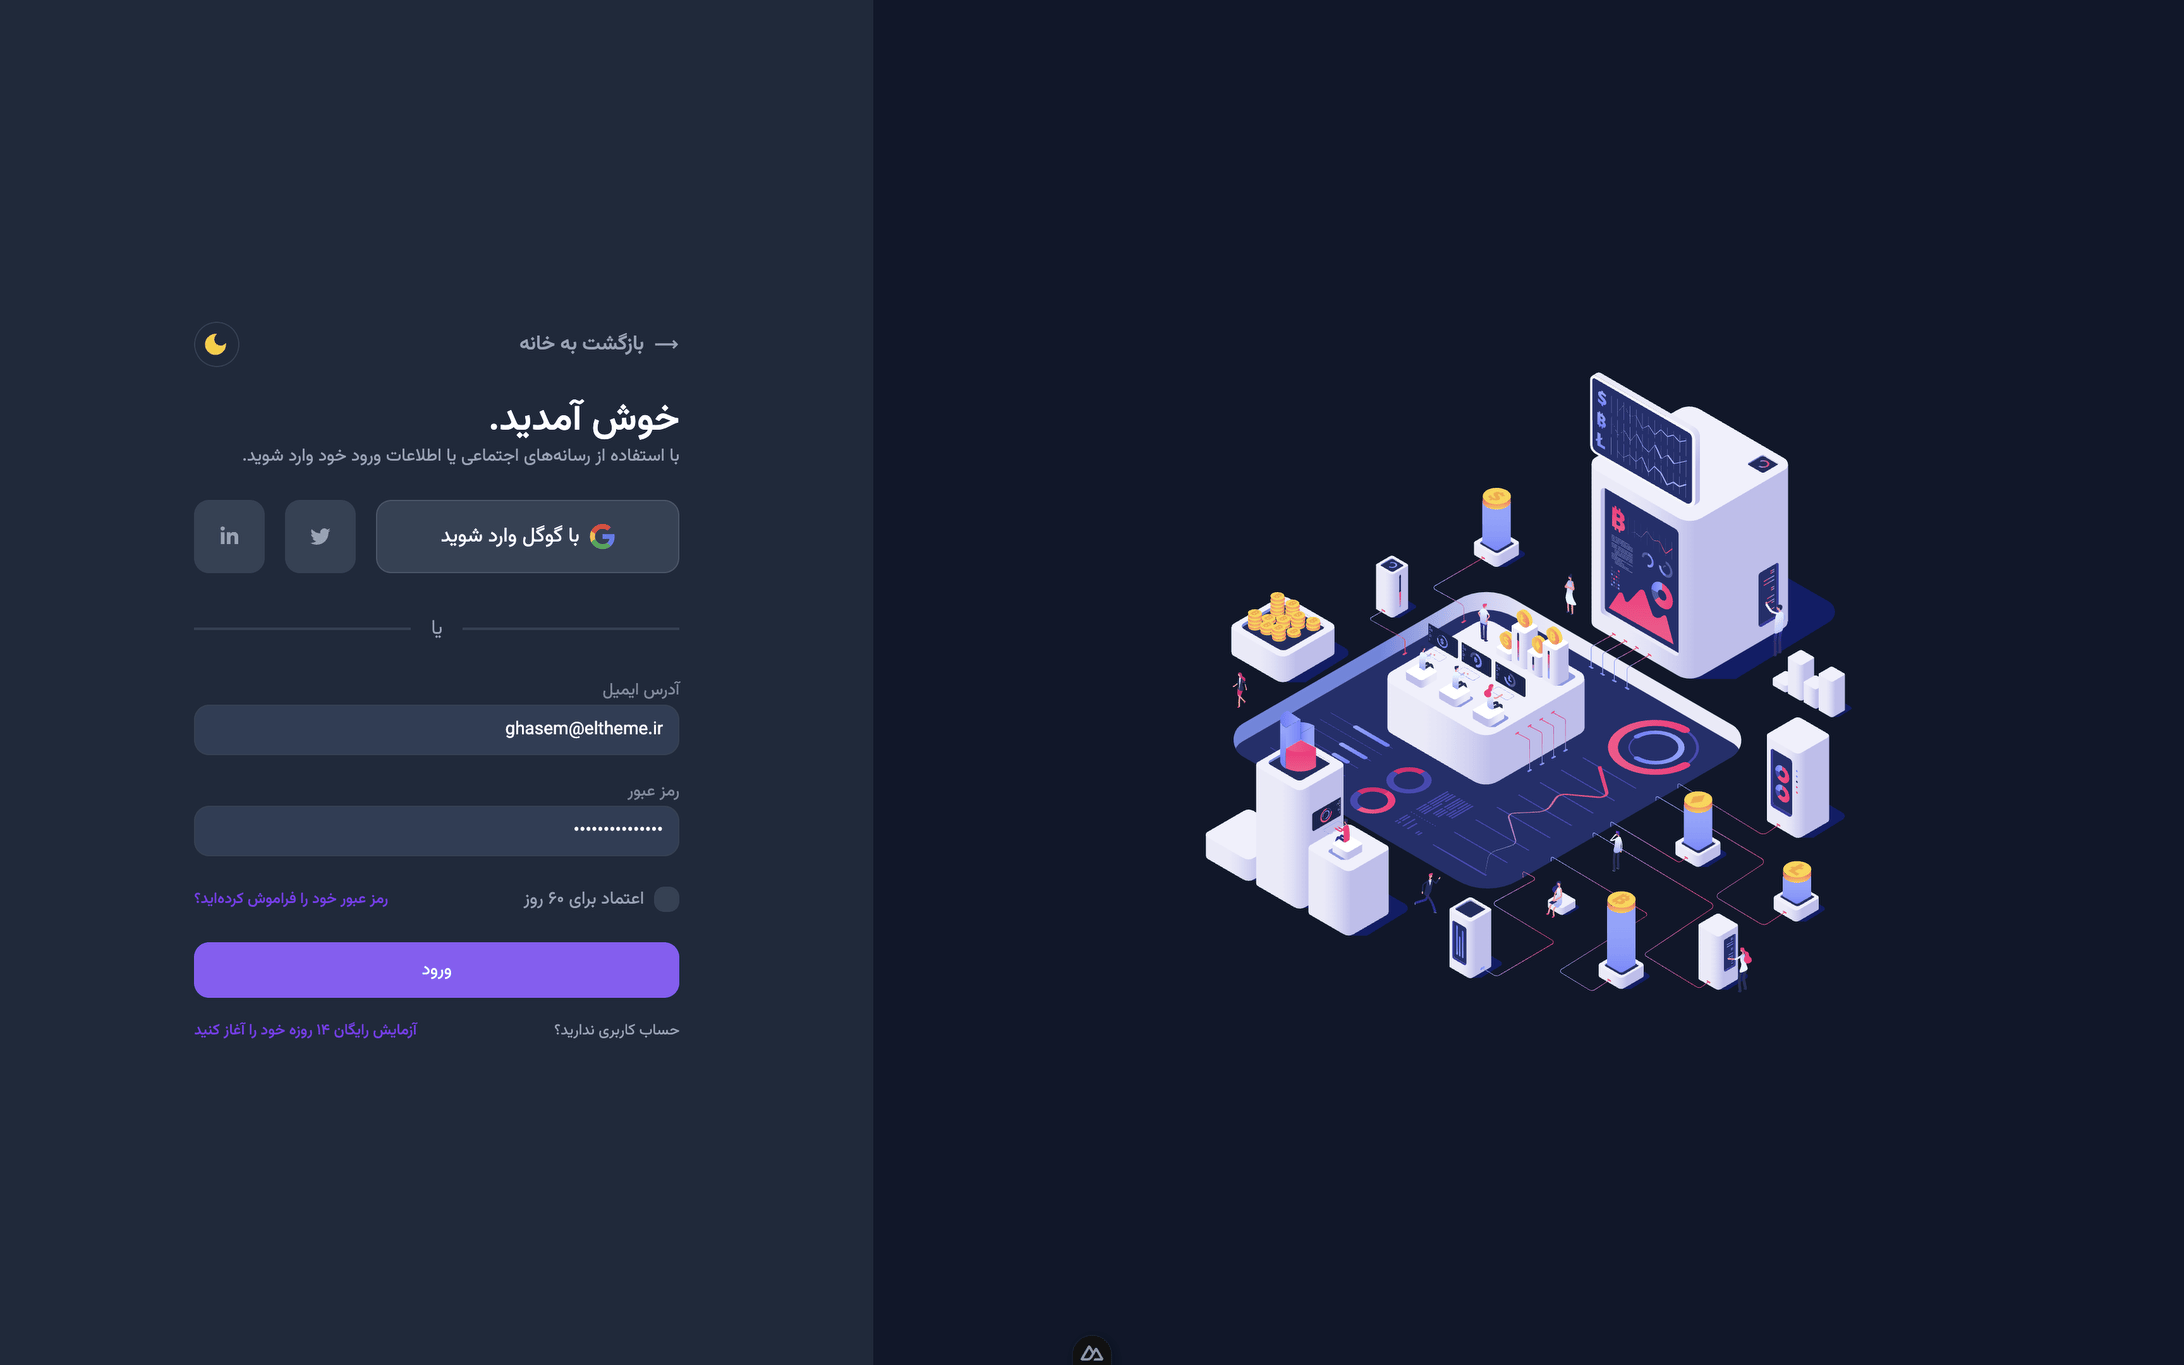 بازگشت به خانه
خوش آمدید.
با استفاده از رسانه‌های اجتماعی یا اطلاعات ورود خود وارد شوید.
با گوگل وارد شوید
یا
آدرس ایمیل
ghasem@eltheme.ir
رمز عبور
•••••••••••••••
اعتماد برای ۶۰ روز
رمز عبور خود را فراموش کرده‌اید؟
ورود
حساب کاربری ندارید؟
آزمایش رایگان ۱۴ روزه خود را آغاز کنید